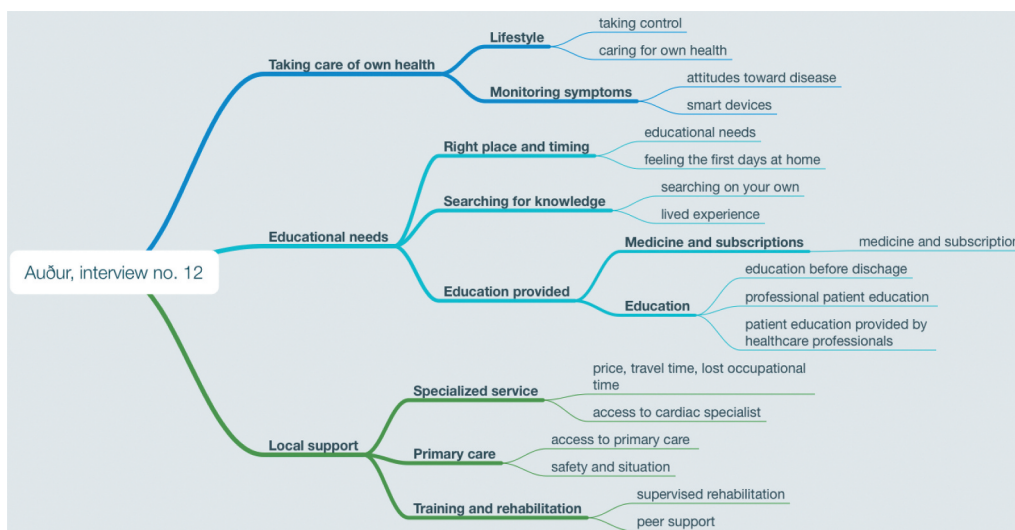 taking control
Lifestyle
caring for own health
Taking care of own health
attitudes toward disease
Monitoring symptoms
smart devices
educational needs
Right place and timing
feeling the first days at home
searching on your own
Searching for knowledge
lived experience
Educational needs
Medicine and subscriptions
medicine and subscription
Auður, interview no. 12
education before dischage
Education provided
Education
professional patient education
patient education provided by
healthcare professionals
price, travel time, lost occupational
time
Specialized service
access to cardiac specialist
Local support
access to primary care
Primary care
safety and situation
supervised rehabilitation
Training and rehabilitation
peer support